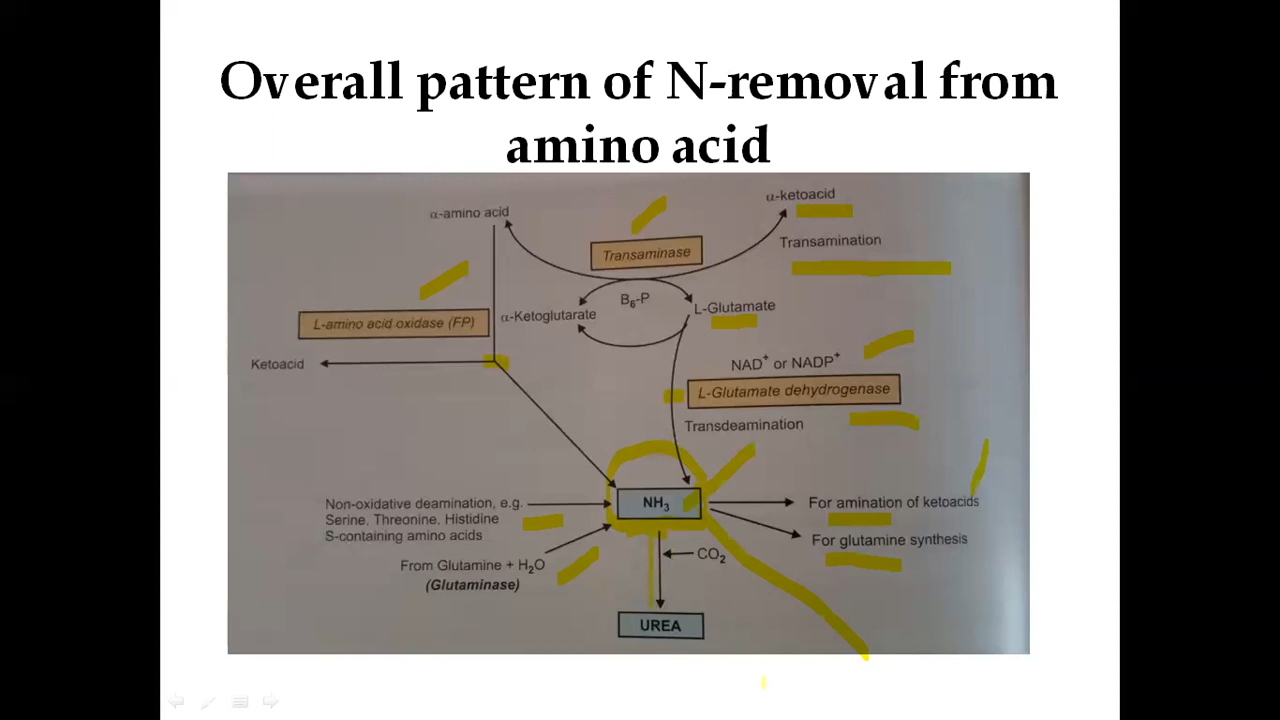 Overall pattern of N-removal from
amino acid
α-amino acid
α-ketoacid
Transaminase
Transamination
B₆-P
α-Ketoglutarate
L-Glutamate
L-amino acid oxidase (FP)
Ketoacid
NAD⁺ or NADP⁺
L-Glutamate dehydrogenase
Transdeamination
Non-oxidative deamination, e.g.
Serine, Threonine, Histidine
S-containing amino acids
NH₃
For amination of ketoacids
For glutamine synthesis
From Glutamine + H₂O
(Glutaminase)
CO₂
UREA